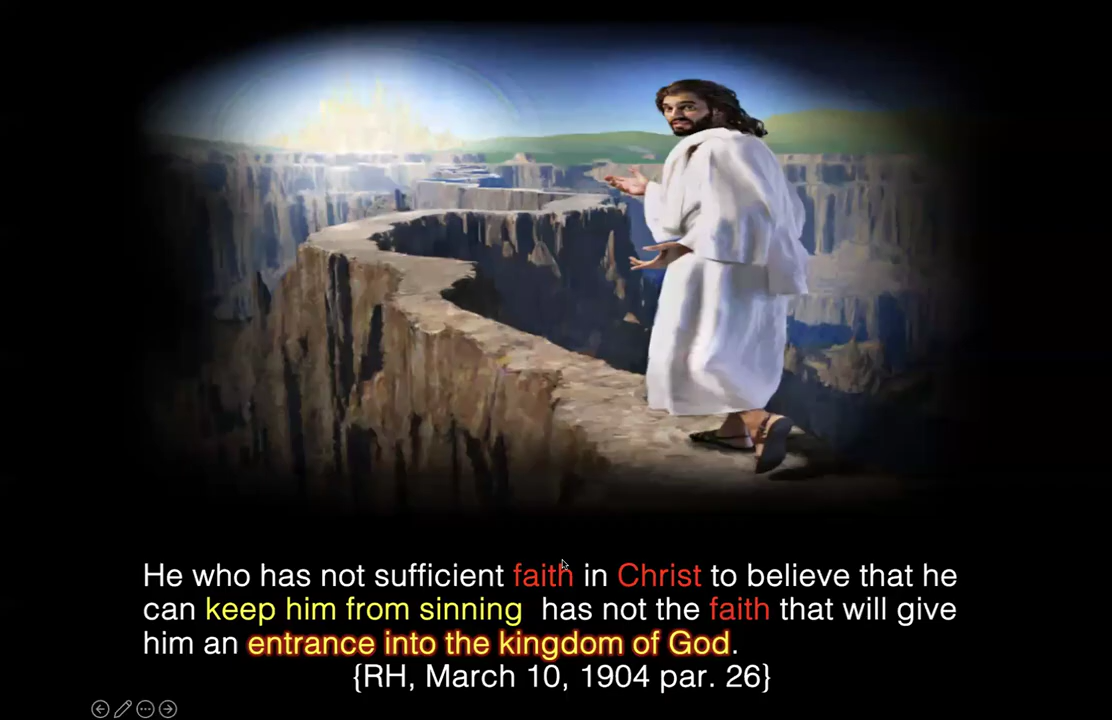 He who has not sufficient faith in Christ to believe that he
can keep him from sinning has not the faith that will give
him an entrance into the kingdom of God.
{RH, March 10, 1904 par. 26}